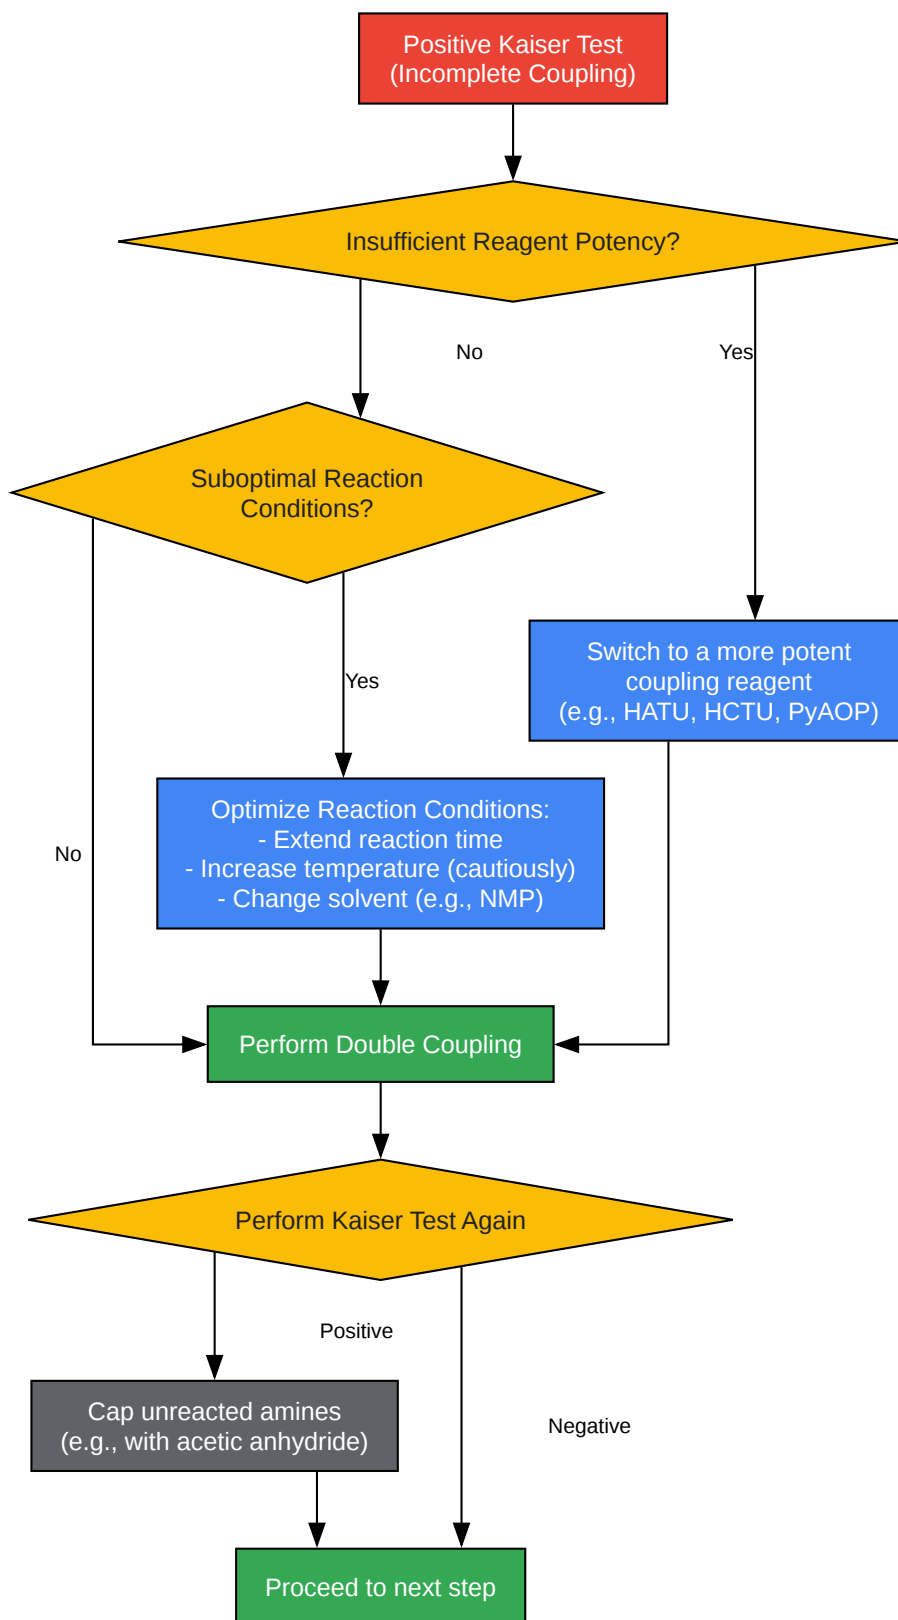 Positive Kaiser Test
(Incomplete Coupling)
Insufficient Reagent Potency?
No
Yes
Suboptimal Reaction
Conditions?
Switch to a more potent
coupling reagent
(e.g., HATU, HCTU, PyAOP)
Yes
Optimize Reaction Conditions:
- Extend reaction time
- Increase temperature (cautiously)
- Change solvent (e.g., NMP)
No
Perform Double Coupling
Perform Kaiser Test Again
Positive
Cap unreacted amines
(e.g., with acetic anhydride)
Negative
Proceed to next step